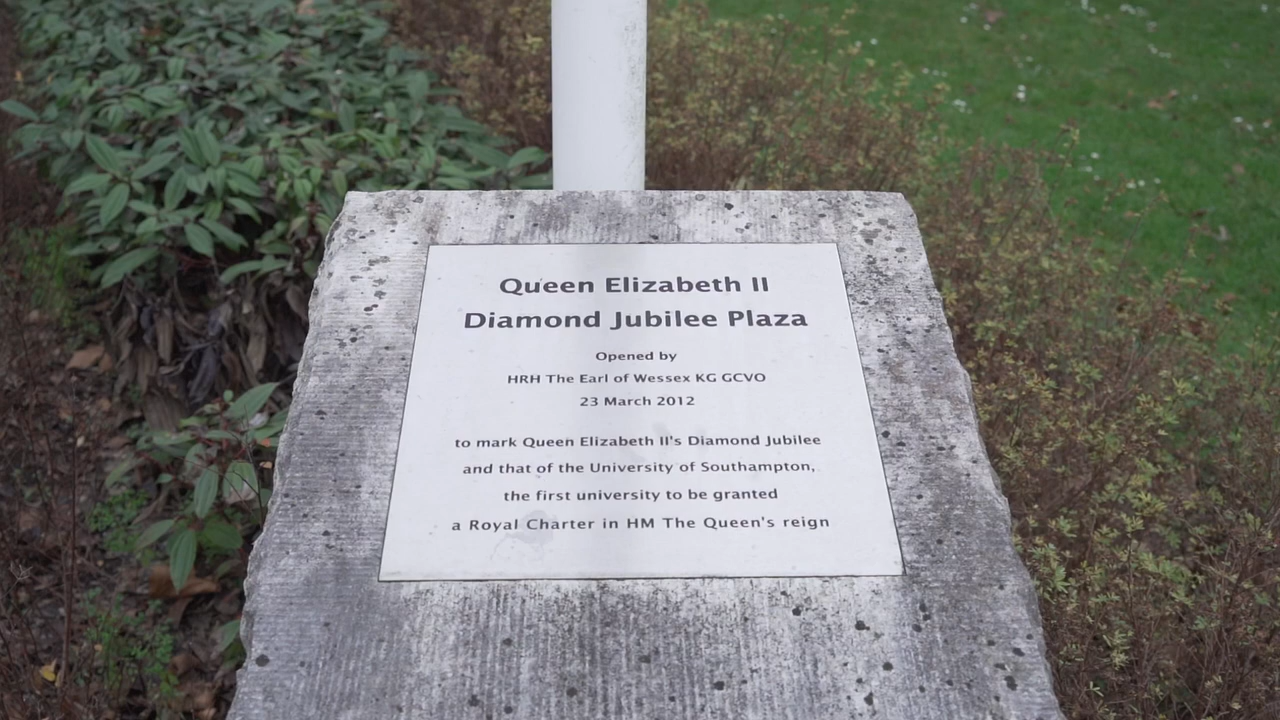 Queen Elizabeth II
Diamond Jubilee Plaza
Opened by
HRH The Earl of Wessex KG GCVO
23 March 2012
to mark Queen Elizabeth II's Diamond Jubilee
and that of the University of Southampton,
the first university to be granted
a Royal Charter in HM The Queen's reign